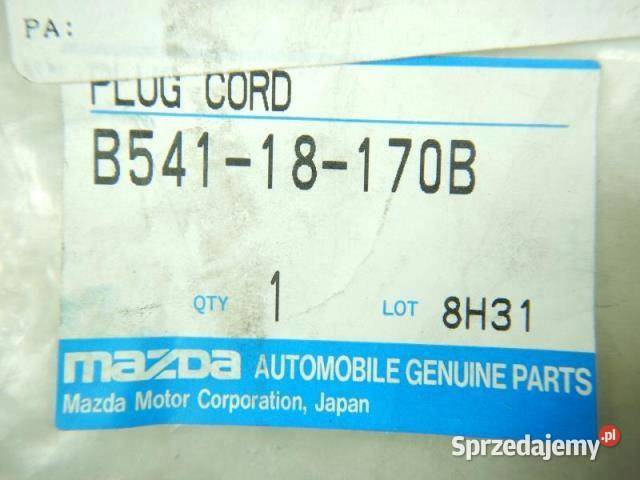 PA:
PLUG CORD
B541-18-170B
QTY 1 LOT 8H31
mazda AUTOMOBILE GENUINE PARTS
Mazda Motor Corporation, Japan
Sprzedajemy.pl